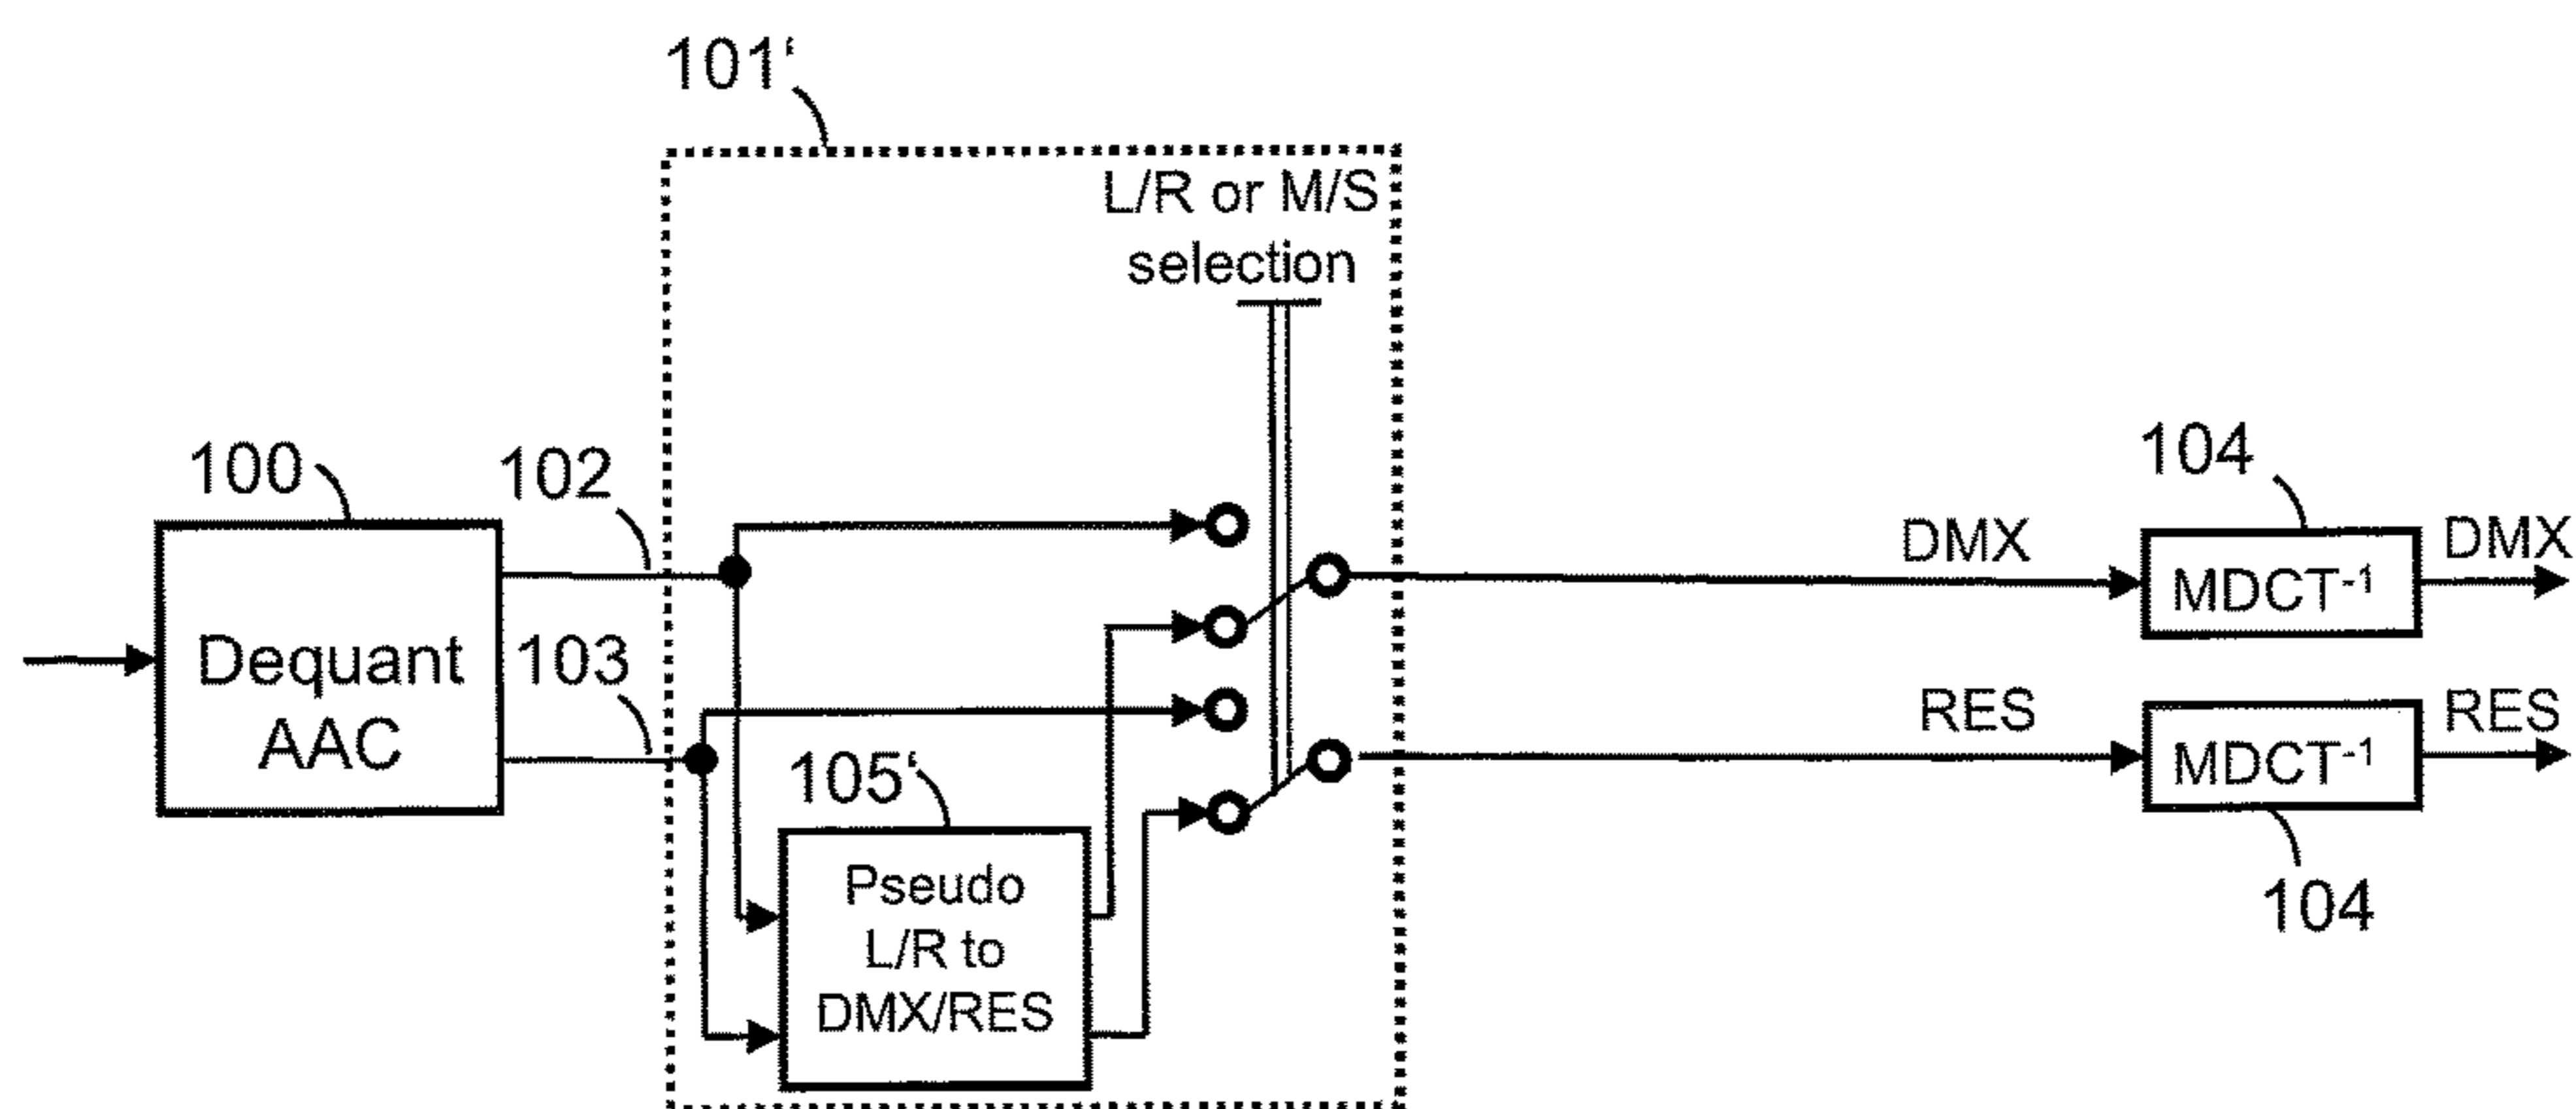 101‘
L/R or M/S
selection
100
102
104
DMX
DMX
MDCT-1
Dequant
AAC
103
RES
RES
MDCT-1
105‘
Pseudo
L/R to
DMX/RES
104